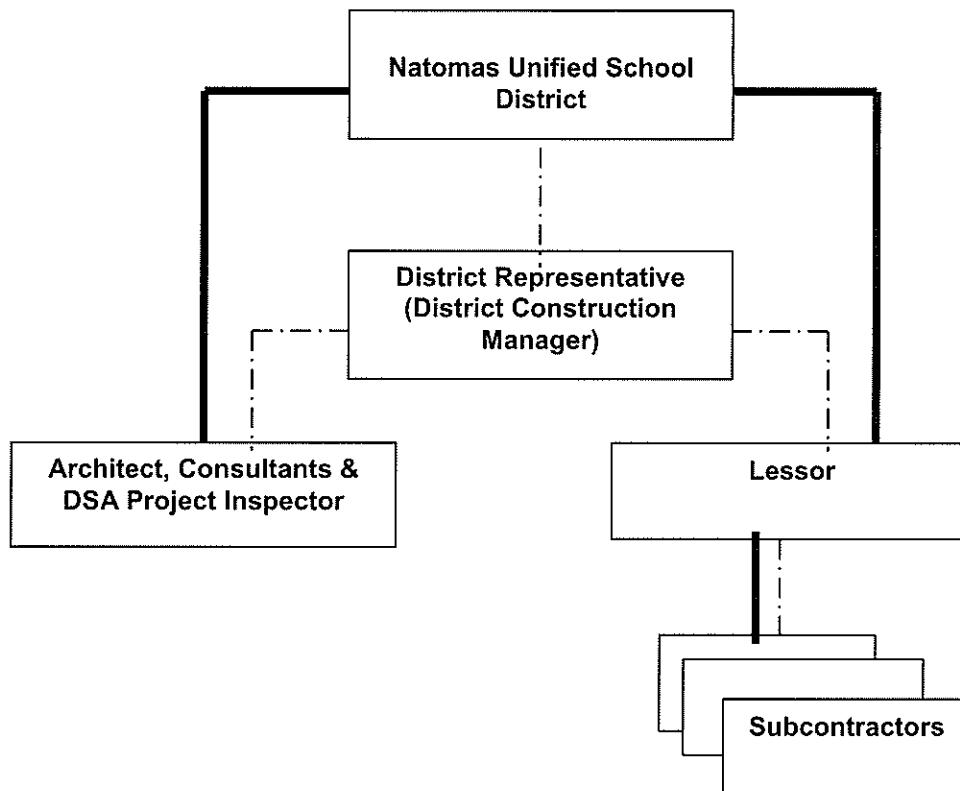 Natomas Unified School
District
District Representative
(District Construction
Manager)
Architect, Consultants &
DSA Project Inspector
Lessor
Subcontractors